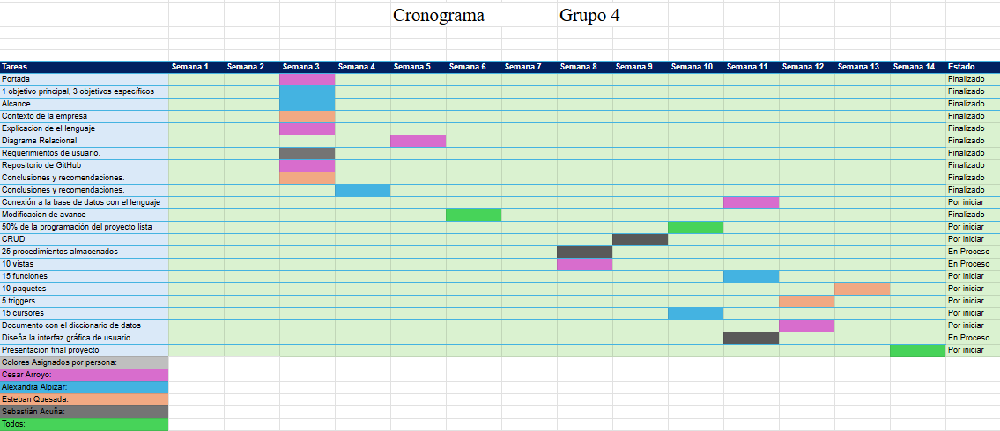 Cronograma Grupo 4
Tareas Semana 1 Semana 2 Semana 3 Semana 4 Semana 5 Semana 6 Semana 7 Semana 8 Semana 9 Semana 10 Semana 11 Semana 12 Semana 13 Semana 14 Estado
Portada Finalizado
1 objetivo principal, 3 objetivos específicos Finalizado
Alcance Finalizado
Contexto de la empresa Finalizado
Explicacion de el lenguaje Finalizado
Diagrama Relacional Finalizado
Requerimientos de usuario. Finalizado
Repositorio de GitHub Finalizado
Conclusiones y recomendaciones. Finalizado
Conclusiones y recomendaciones. Finalizado
Conexión a la base de datos con el lenguaje Por iniciar
Modificacion de avance Finalizado
50% de la programación del proyecto lista Por iniciar
CRUD Por iniciar
25 procedimientos almacenados En Proceso
10 vistas En Proceso
15 funciones Por iniciar
10 paquetes Por iniciar
5 triggers Por iniciar
15 cursores Por iniciar
Documento con el diccionario de datos Por iniciar
Diseña la interfaz gráfica de usuario En Proceso
Presentacion final proyecto Por iniciar
Colores Asignados por persona:
Cesar Arroyo:
Alexandra Alpizar:
Esteban Quesada:
Sebastián Acuña:
Todos: